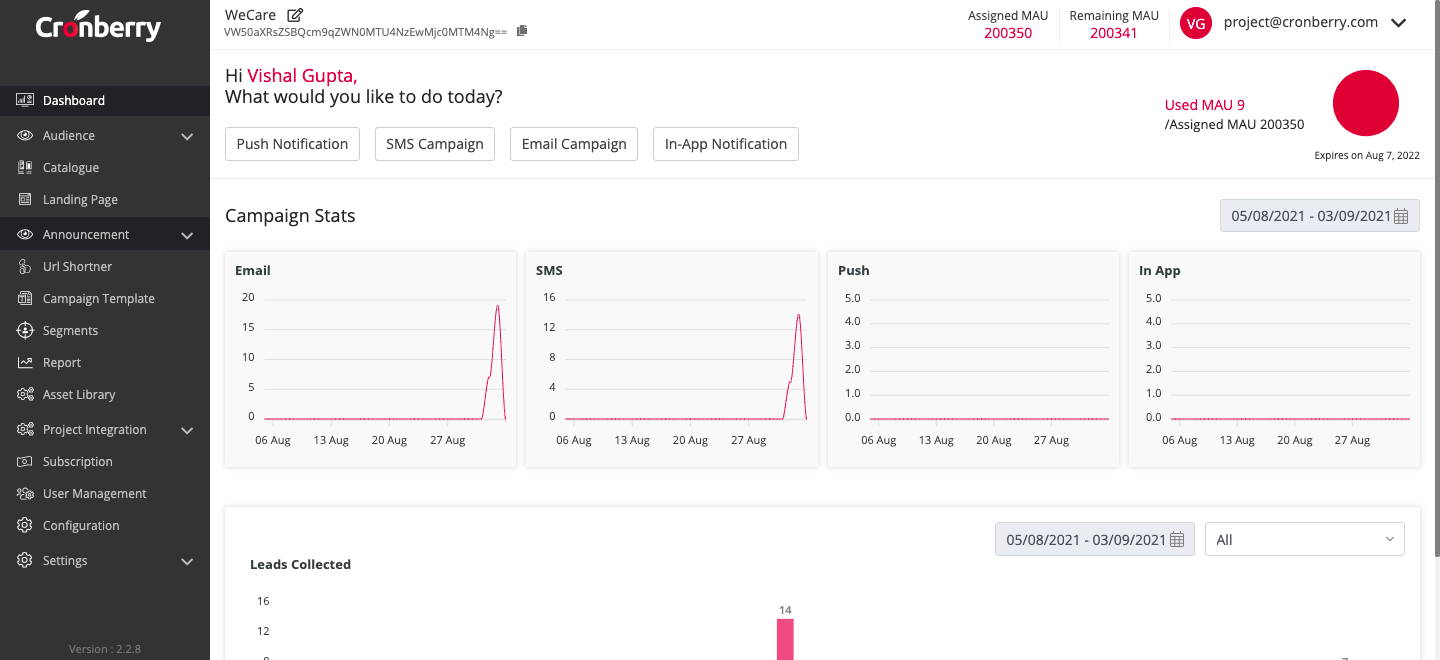 Cronberry
Dashboard
Audience
Catalogue
Landing Page
Announcement
Url Shortner
Campaign Template
Segments
Report
Asset Library
Project Integration
Subscription
User Management
Configuration
Settings
Version : 2.2.8
WeCare
VW50aXRsZSBQcm9qZWN0MTU4NzEwMjc0MTM4Ng==
Assigned MAU
200350
Remaining MAU
200341
VG
project@cronberry.com
Hi Vishal Gupta,
What would you like to do today?
Push Notification
SMS Campaign
Email Campaign
In-App Notification
Used MAU 9
/Assigned MAU 200350
Expires on Aug 7, 2022
Campaign Stats
05/08/2021 - 03/09/2021
Email
20
15
10
5
0
06 Aug 13 Aug 20 Aug 27 Aug
SMS
16
12
8
4
0
06 Aug 13 Aug 20 Aug 27 Aug
Push
5.0
4.0
3.0
2.0
1.0
0.0
06 Aug 13 Aug 20 Aug 27 Aug
In App
5.0
4.0
3.0
2.0
1.0
0.0
06 Aug 13 Aug 20 Aug 27 Aug
05/08/2021 - 03/09/2021
All
Leads Collected
16
14
12